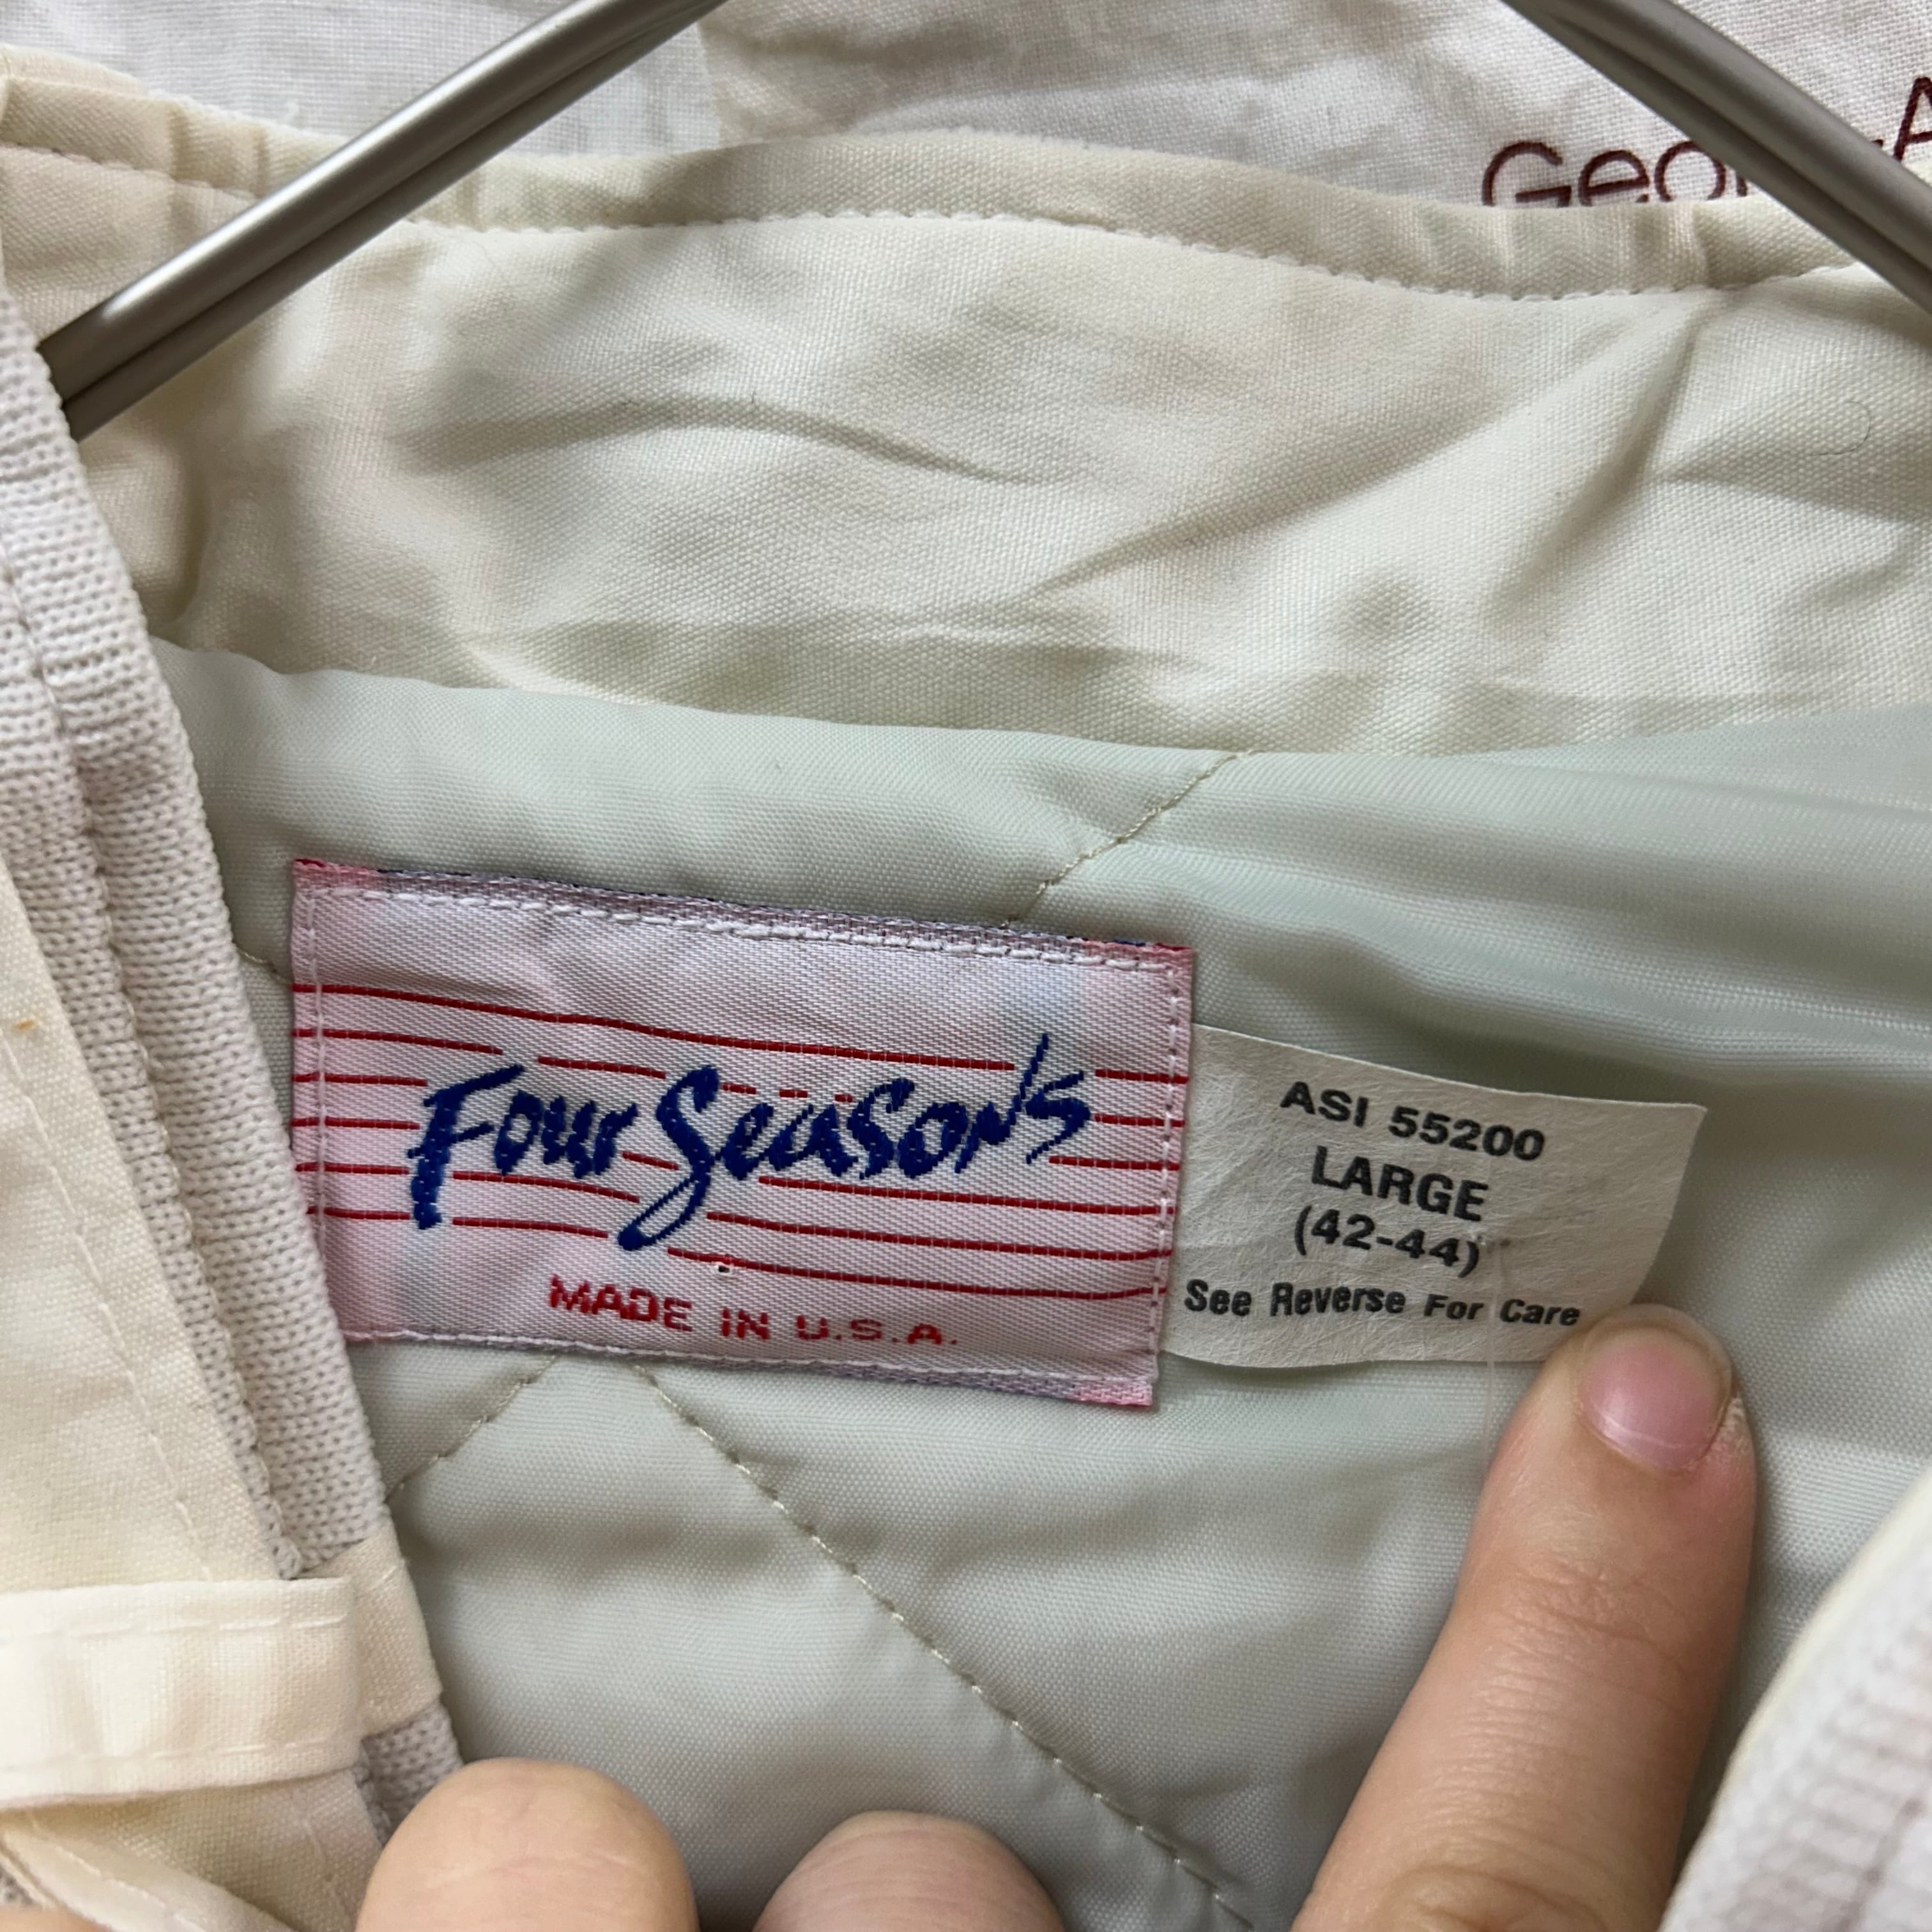 Four Seasons
MADE IN U.S.A.
ASI 55200
LARGE
(42-44)
See Reverse For Care